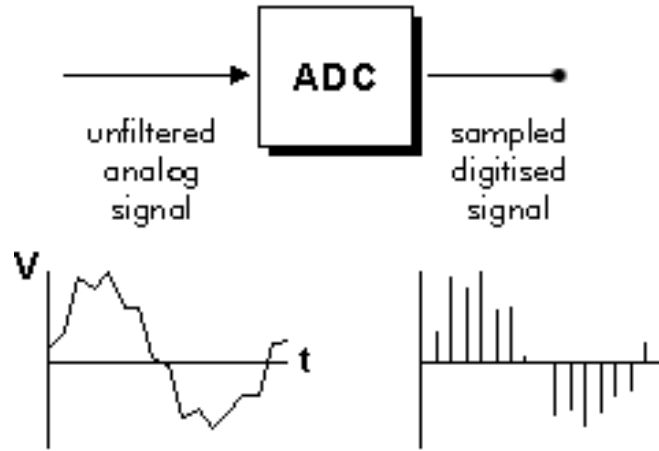 ADC
unfiltered
analog
signal
sampled
digitised
signal
V
t